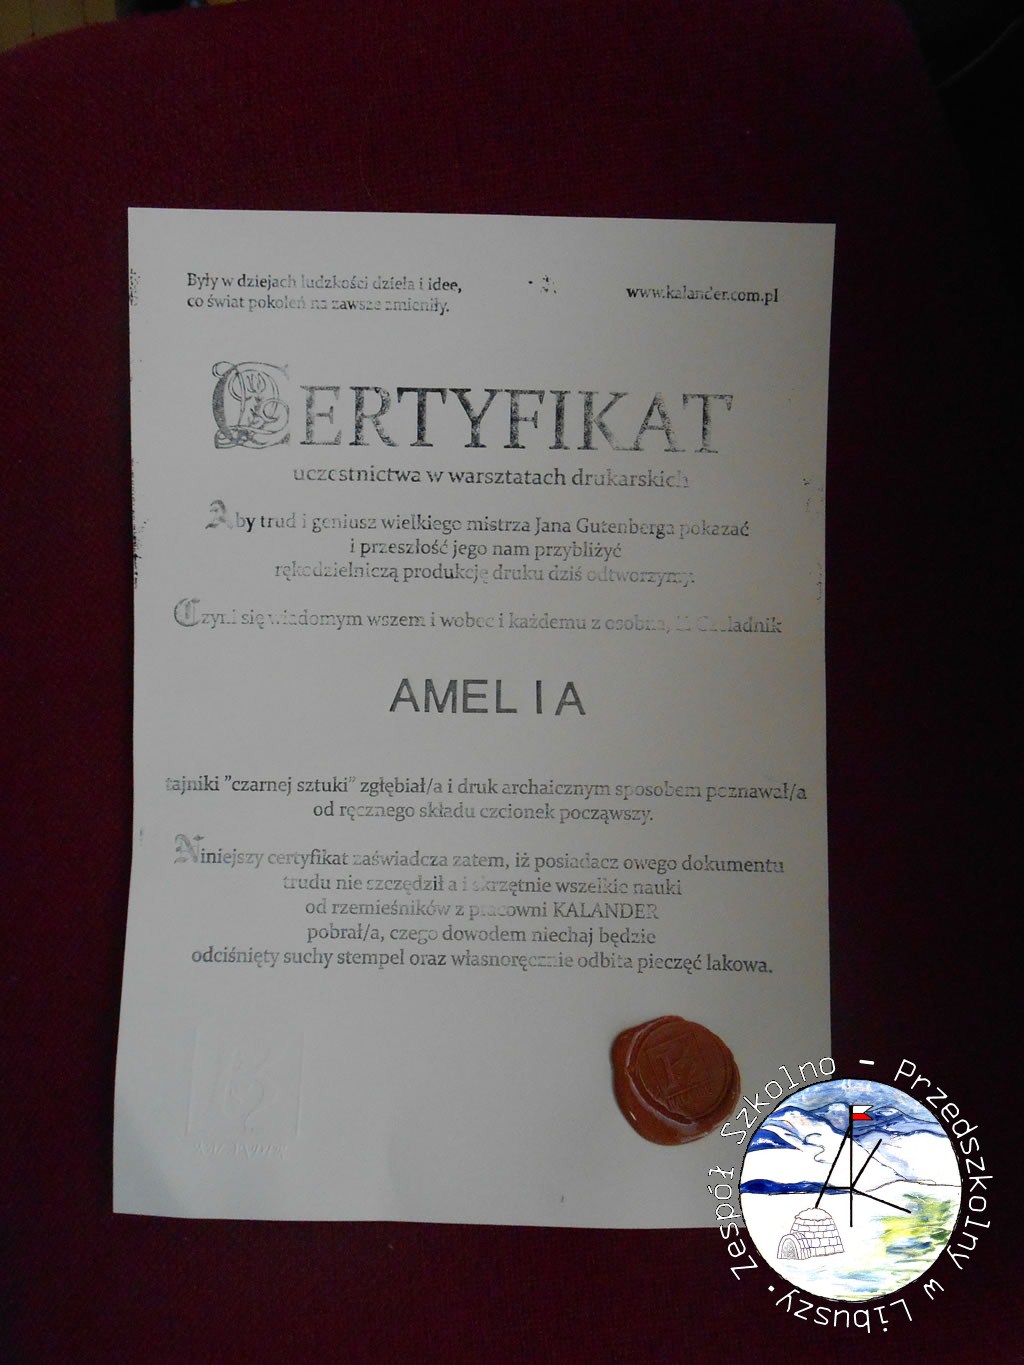 Były w dziejach ludzkości dzieła i idee,
co świat pokoleń na zawsze zmieniły.
www.kalander.com.pl
CERTYFIKAT
uczestnictwa w warsztatach drukarskich
Aby trud i geniusz wielkiego mistrza Jana Gutenberga pokazać
i przeszłość jego nam przybliżyć
rękodzielniczą produkcję druku dziś odtworzymy.
Czyni się wiadomym wszem i wobec i każdemu z osobna, iż Czeladnik
AMELIA
tajniki "czarnej sztuki" zgłębiał/a i druk archaicznym sposobem poznawał/a
od ręcznego składu czcionek począwszy.
Niniejszy certyfikat zaświadcza zatem, iż posiadacz owego dokumentu
trudu nie szczędził a i skrzętnie wszelkie nauki
od rzemieśników z pracowni KALANDER
pobrał/a, czego dowodem niechaj będzie
odciśnięty suchy stempel oraz własnoręcznie odbita pieczęć lakowa.
Zespół Szkolno - Przedszkolny w Libuszy.